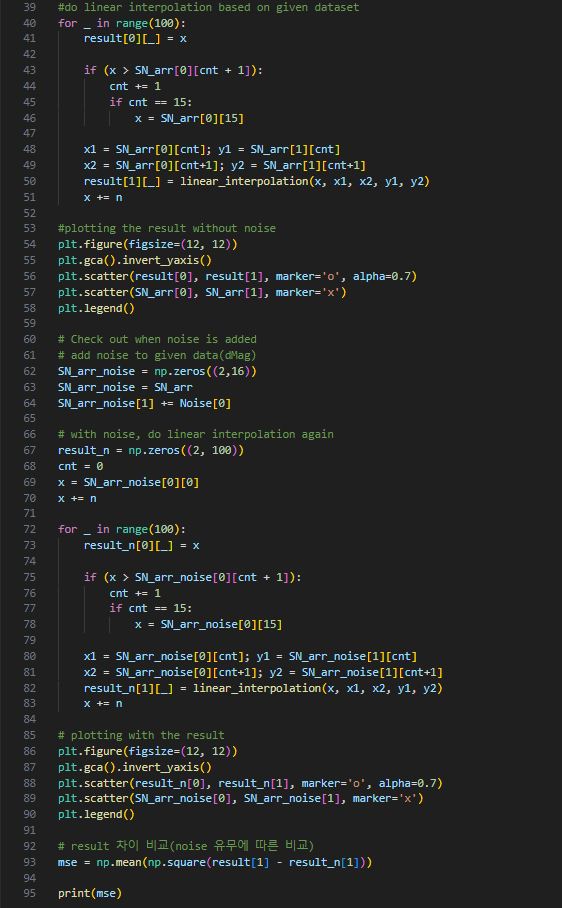 39 #do linear interpolation based on given dataset
40 for _ in range(100):
41     result[0][_] = x
42
43     if (x > SN_arr[0][cnt + 1]):
44         cnt += 1
45         if cnt == 15:
46             x = SN_arr[0][15]
47
48     x1 = SN_arr[0][cnt]; y1 = SN_arr[1][cnt]
49     x2 = SN_arr[0][cnt+1]; y2 = SN_arr[1][cnt+1]
50     result[1][_] = linear_interpolation(x, x1, x2, y1, y2)
51     x += n
52
53 #plotting the result without noise
54 plt.figure(figsize=(12, 12))
55 plt.gca().invert_yaxis()
56 plt.scatter(result[0], result[1], marker='o', alpha=0.7)
57 plt.scatter(SN_arr[0], SN_arr[1], marker='x')
58 plt.legend()
59
60 # Check out when noise is added
61 # add noise to given data(dMag)
62 SN_arr_noise = np.zeros((2,16))
63 SN_arr_noise = SN_arr
64 SN_arr_noise[1] += Noise[0]
65
66 # with noise, do linear interpolation again
67 result_n = np.zeros((2, 100))
68 cnt = 0
69 x = SN_arr_noise[0][0]
70 x += n
71
72 for _ in range(100):
73     result_n[0][_] = x
74
75     if (x > SN_arr_noise[0][cnt + 1]):
76         cnt += 1
77         if cnt == 15:
78             x = SN_arr_noise[0][15]
79
80     x1 = SN_arr_noise[0][cnt]; y1 = SN_arr_noise[1][cnt]
81     x2 = SN_arr_noise[0][cnt+1]; y2 = SN_arr_noise[1][cnt+1]
82     result_n[1][_] = linear_interpolation(x, x1, x2, y1, y2)
83     x += n
84
85 # plotting with the result
86 plt.figure(figsize=(12, 12))
87 plt.gca().invert_yaxis()
88 plt.scatter(result_n[0], result_n[1], marker='o', alpha=0.7)
89 plt.scatter(SN_arr_noise[0], SN_arr_noise[1], marker='x')
90 plt.legend()
91
92 # result 차이 비교(noise 유무에 따른 비교)
93 mse = np.mean(np.square(result[1] - result_n[1]))
94
95 print(mse)